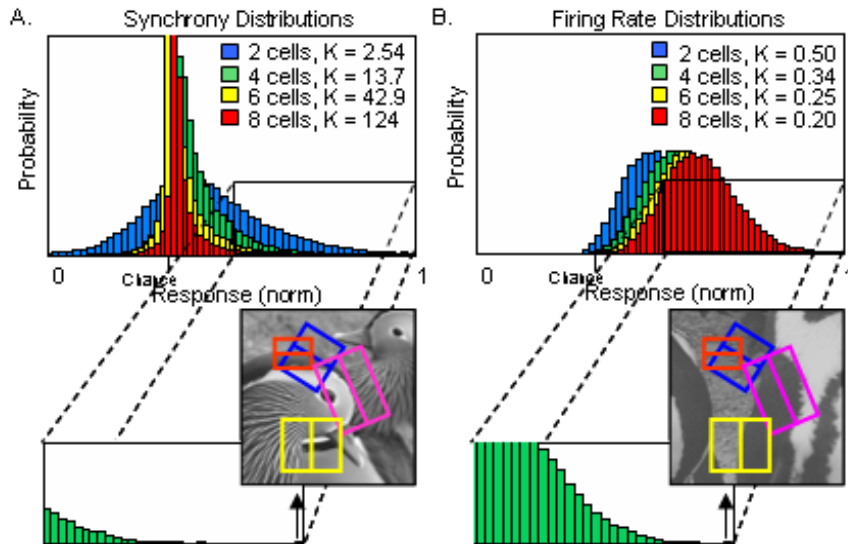 A. Synchrony Distributions
2 cells, K = 2.54
4 cells, K = 13.7
6 cells, K = 42.9
8 cells, K = 124
Probability
0
1
Chance
Response (norm)
B. Firing Rate Distributions
2 cells, K = 0.50
4 cells, K = 0.34
6 cells, K = 0.25
8 cells, K = 0.20
Probability
0
1
Chance
Response (norm)